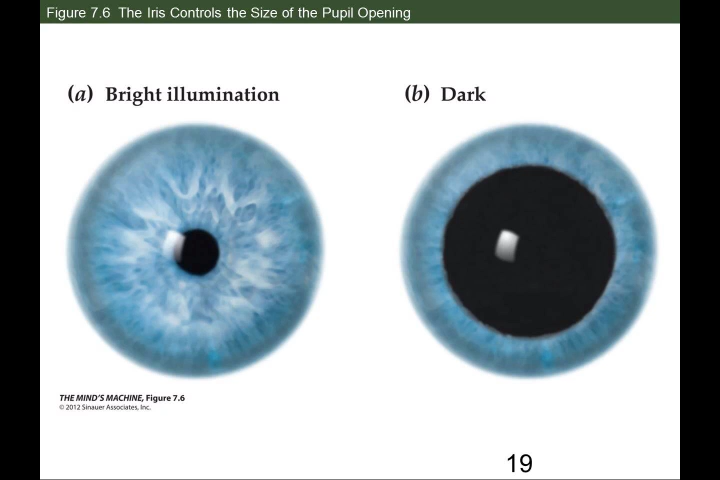 Figure 7.6 The Iris Controls the Size of the Pupil Opening
(a) Bright illumination
(b) Dark
THE MIND'S MACHINE, Figure 7.6
© 2012 Sinauer Associates, Inc.
19